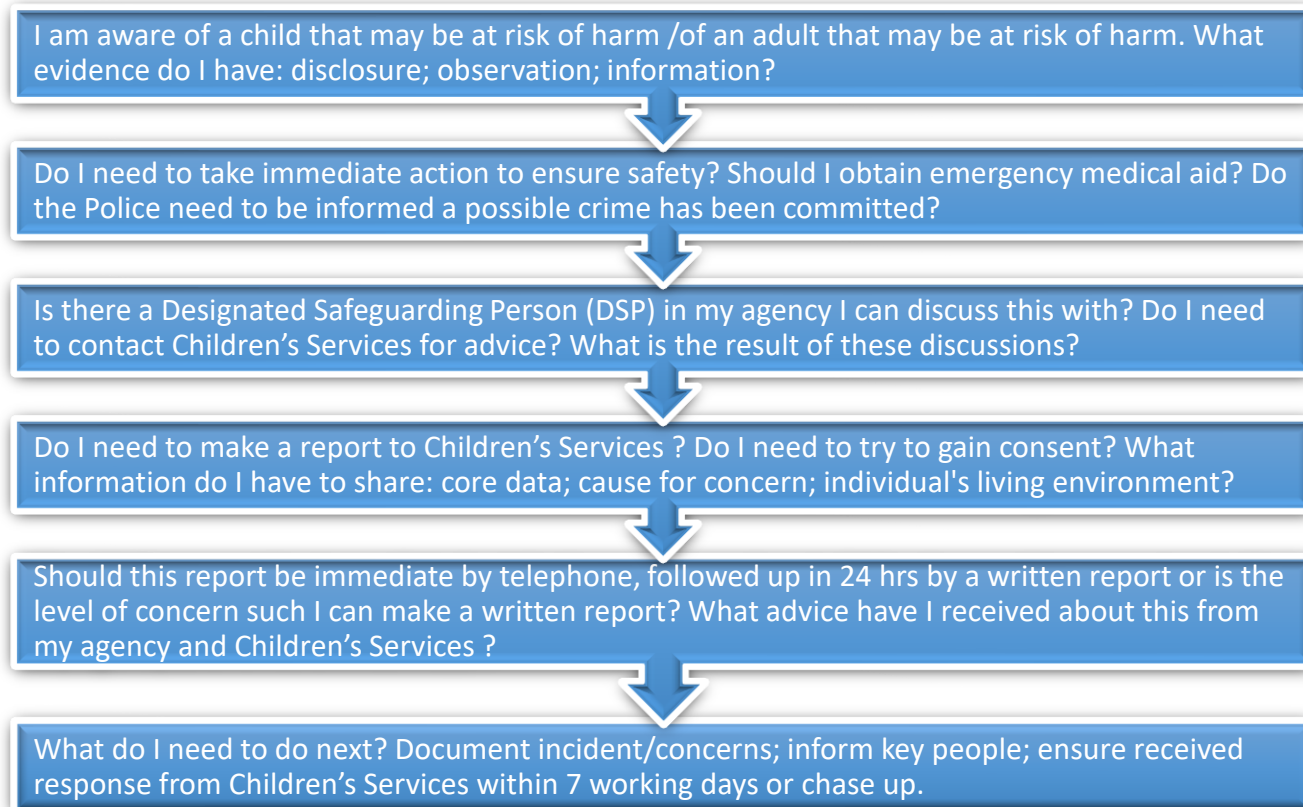 I am aware of a child that may be at risk of harm /of an adult that may be at risk of harm. What
evidence do I have: disclosure; observation; information?
Do I need to take immediate action to ensure safety? Should I obtain emergency medical aid? Do
the Police need to be informed a possible crime has been committed?
Is there a Designated Safeguarding Person (DSP) in my agency I can discuss this with? Do I need
to contact Children’s Services for advice? What is the result of these discussions?
Do I need to make a report to Children’s Services ? Do I need to try to gain consent? What
information do I have to share: core data; cause for concern; individual's living environment?
Should this report be immediate by telephone, followed up in 24 hrs by a written report or is the
level of concern such I can make a written report? What advice have I received about this from
my agency and Children’s Services ?
What do I need to do next? Document incident/concerns; inform key people; ensure received
response from Children’s Services within 7 working days or chase up.